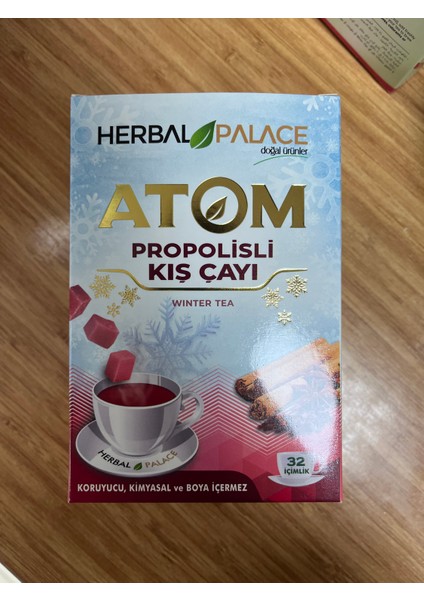 HERBAL PALACE
doğal ürünler
ATOM
PROPOLİSLİ
KIŞ ÇAYI
WINTER TEA
HERBAL PALACE
32
İÇİMLİK
KORUYUCU, KİMYASAL ve BOYA İÇERMEZ